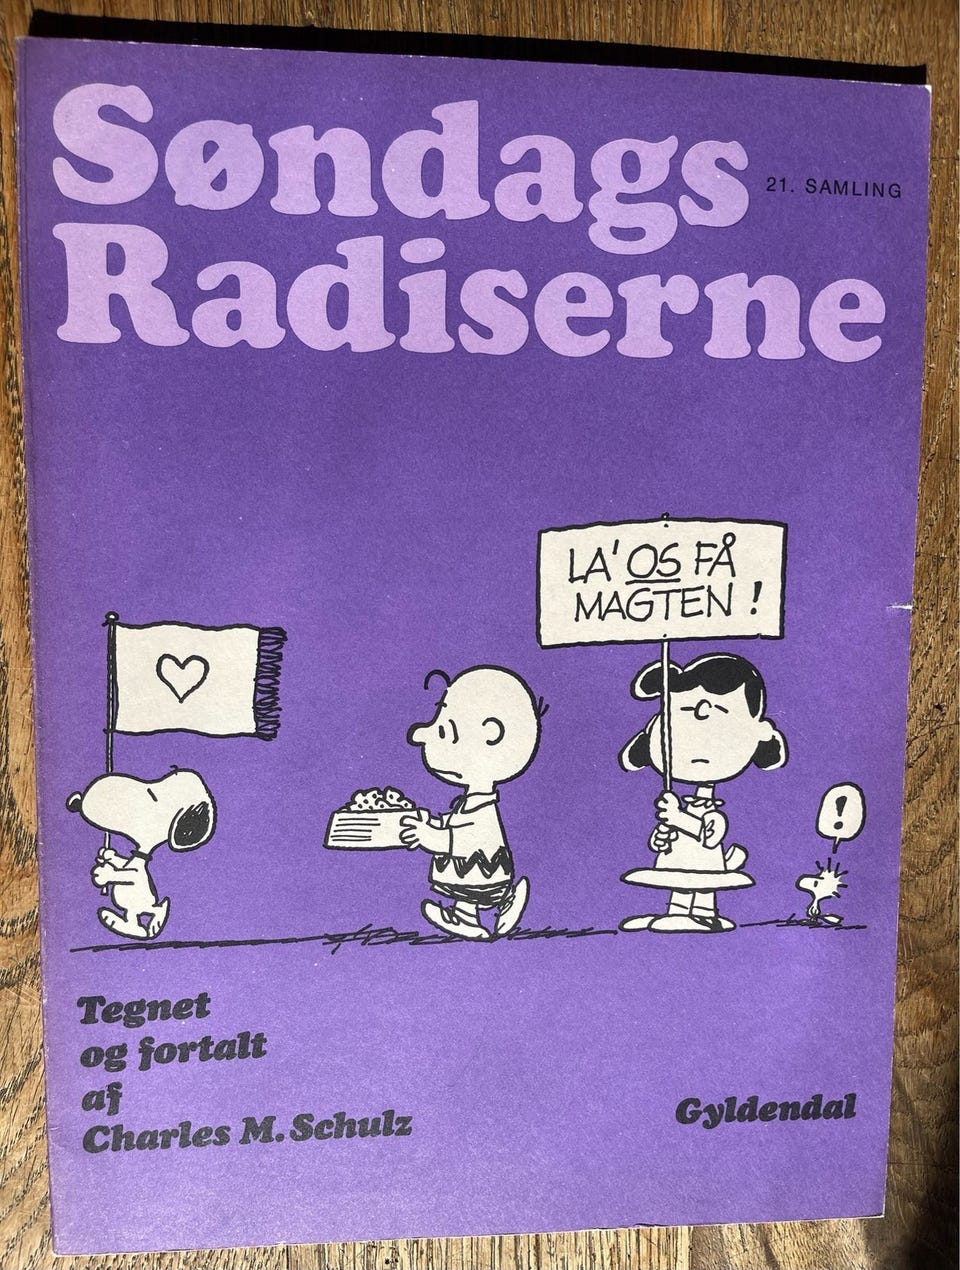 Søndags
21. SAMLING
Radiserne
LA' OS FÅ
MAGTEN !
!
Tegnet
og fortalt
af
Charles M. Schulz
Gyldendal